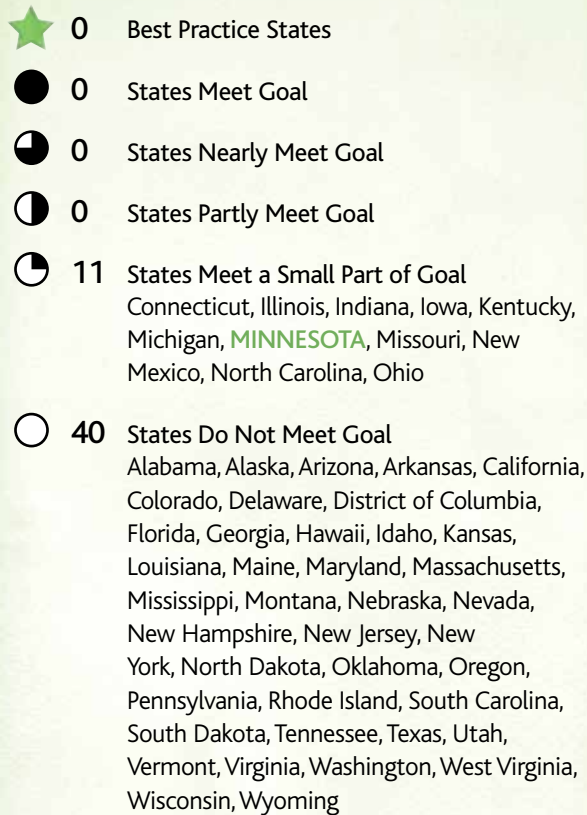 0 Best Practice States
0 States Meet Goal
0 States Nearly Meet Goal
0 States Partly Meet Goal
11 States Meet a Small Part of Goal
Connecticut, Illinois, Indiana, Iowa, Kentucky,
Michigan, MINNESOTA, Missouri, New
Mexico, North Carolina, Ohio
40 States Do Not Meet Goal
Alabama, Alaska, Arizona, Arkansas, California,
Colorado, Delaware, District of Columbia,
Florida, Georgia, Hawaii, Idaho, Kansas,
Louisiana, Maine, Maryland, Massachusetts,
Mississippi, Montana, Nebraska, Nevada,
New Hampshire, New Jersey, New
York, North Dakota, Oklahoma, Oregon,
Pennsylvania, Rhode Island, South Carolina,
South Dakota, Tennessee, Texas, Utah,
Vermont, Virginia, Washington, West Virginia,
Wisconsin, Wyoming